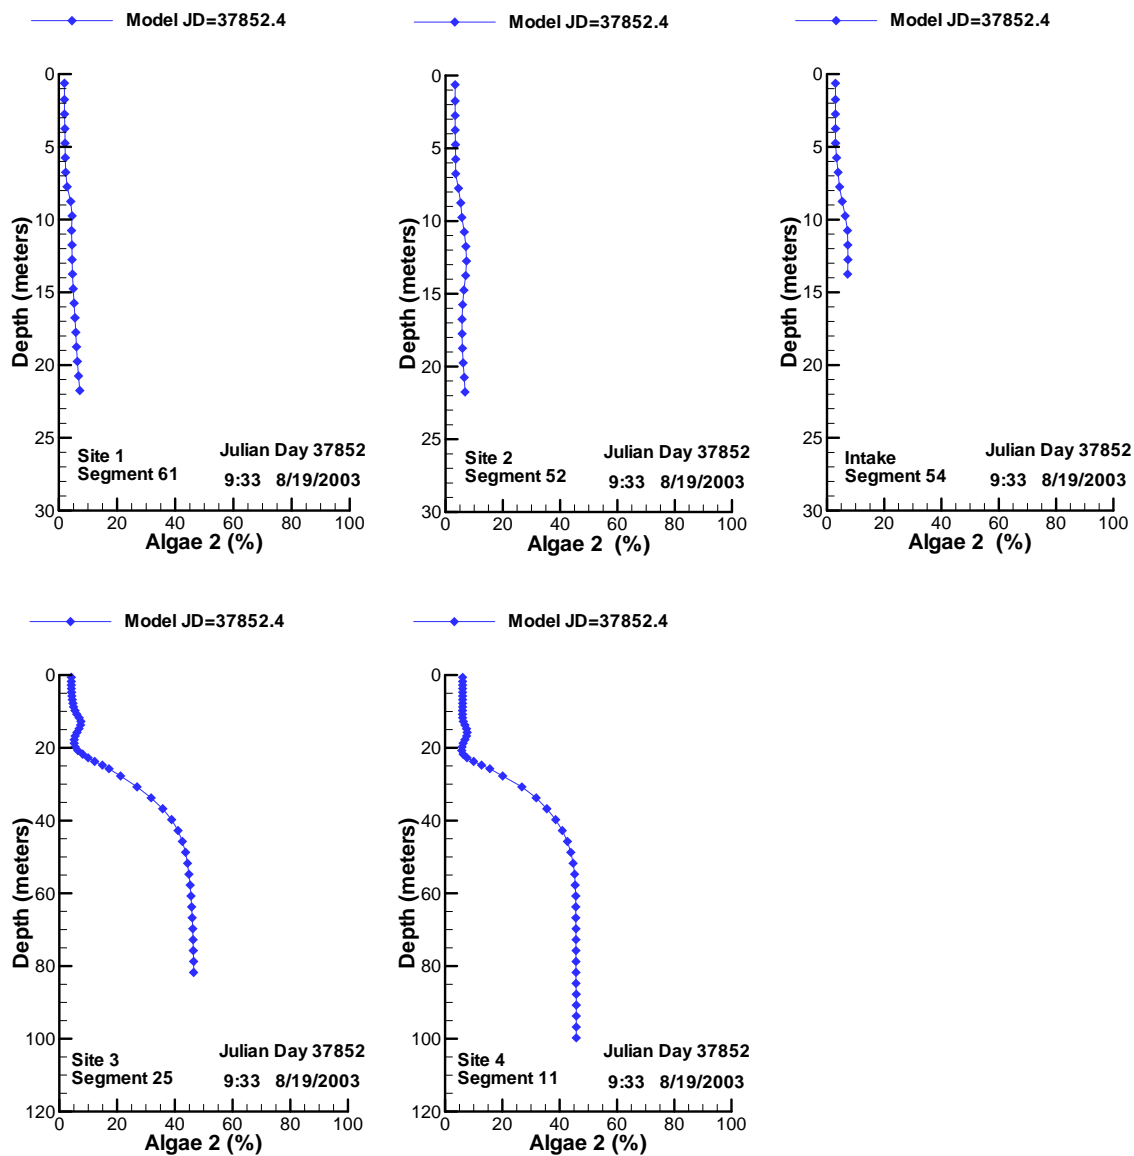 Model JD=37852.4
Model JD=37852.4
Model JD=37852.4
0
5
10
15
20
25
30
Depth (meters)
Site 1
Segment 61
Julian Day 37852
9:33 8/19/2003
0 20 40 60 80 100
Algae 2 (%)
0
5
10
15
20
25
30
Depth (meters)
Site 2
Segment 52
Julian Day 37852
9:33 8/19/2003
0 20 40 60 80 100
Algae 2 (%)
0
5
10
15
20
25
30
Depth (meters)
Intake
Segment 54
Julian Day 37852
9:33 8/19/2003
0 20 40 60 80 100
Algae 2 (%)
Model JD=37852.4
Model JD=37852.4
0
20
40
60
80
100
120
Depth (meters)
Site 3
Segment 25
Julian Day 37852
9:33 8/19/2003
0 20 40 60 80 100
Algae 2 (%)
0
20
40
60
80
100
120
Depth (meters)
Site 4
Segment 11
Julian Day 37852
9:33 8/19/2003
0 20 40 60 80 100
Algae 2 (%)